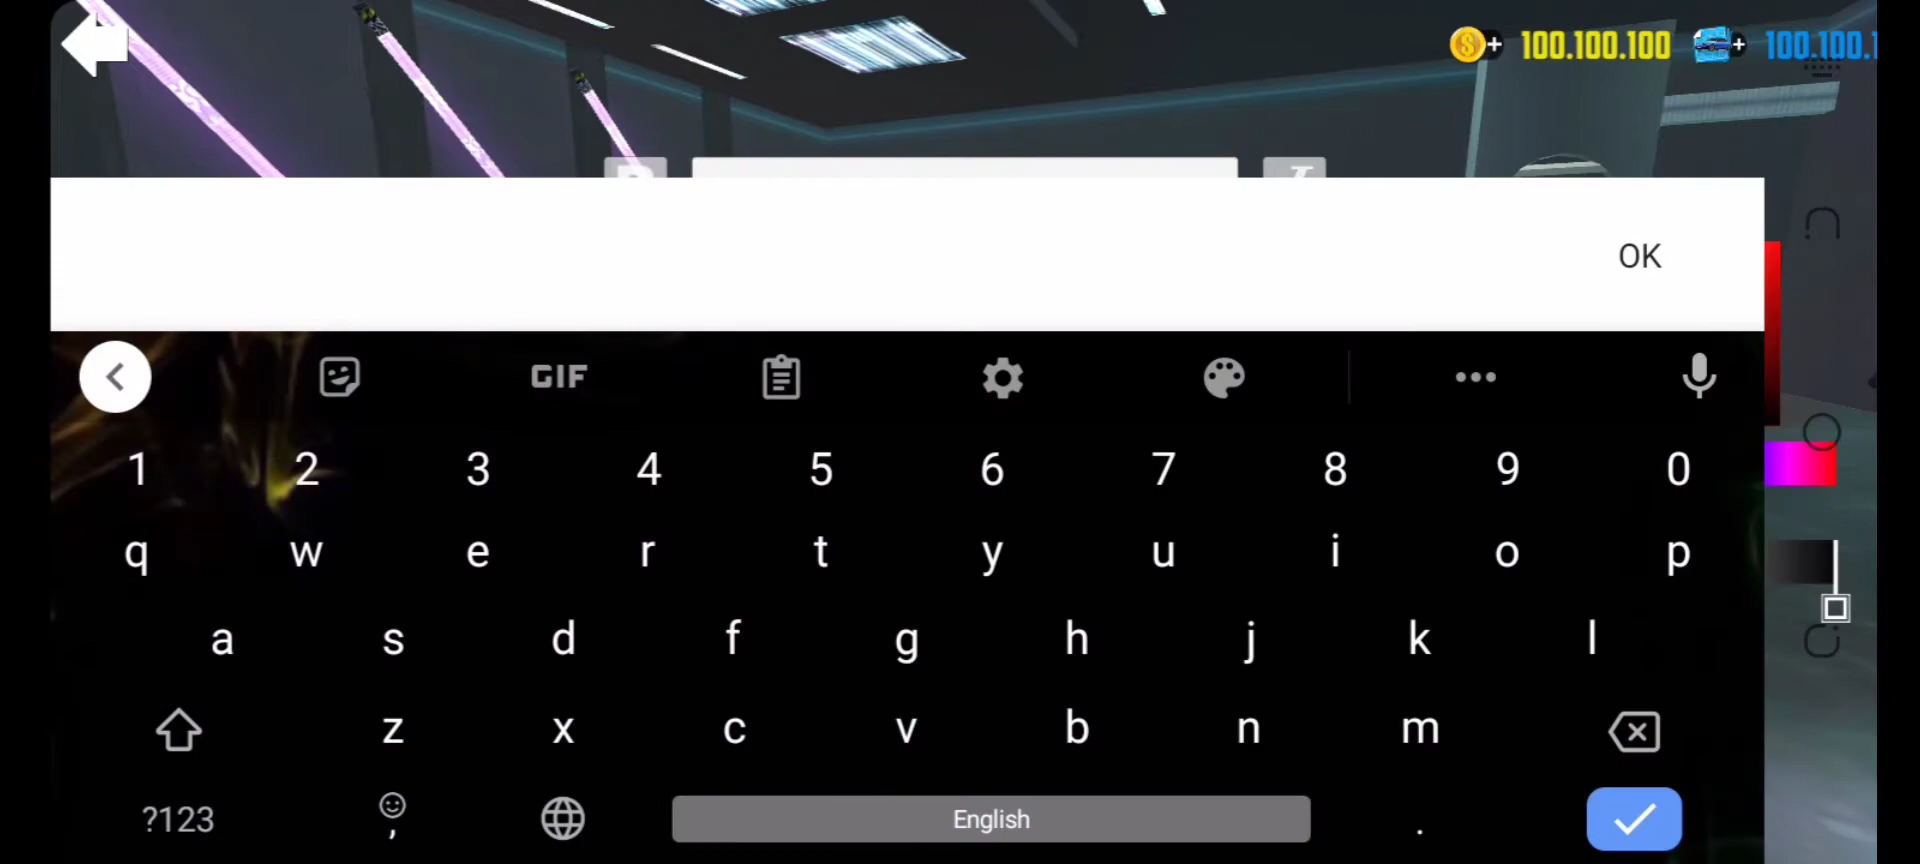 100.100.100
100.100.1
OK
GIF
1 2 3 4 5 6 7 8 9 0
q w e r t y u i o p
a s d f g h j k l
z x c v b n m
?123 , English .